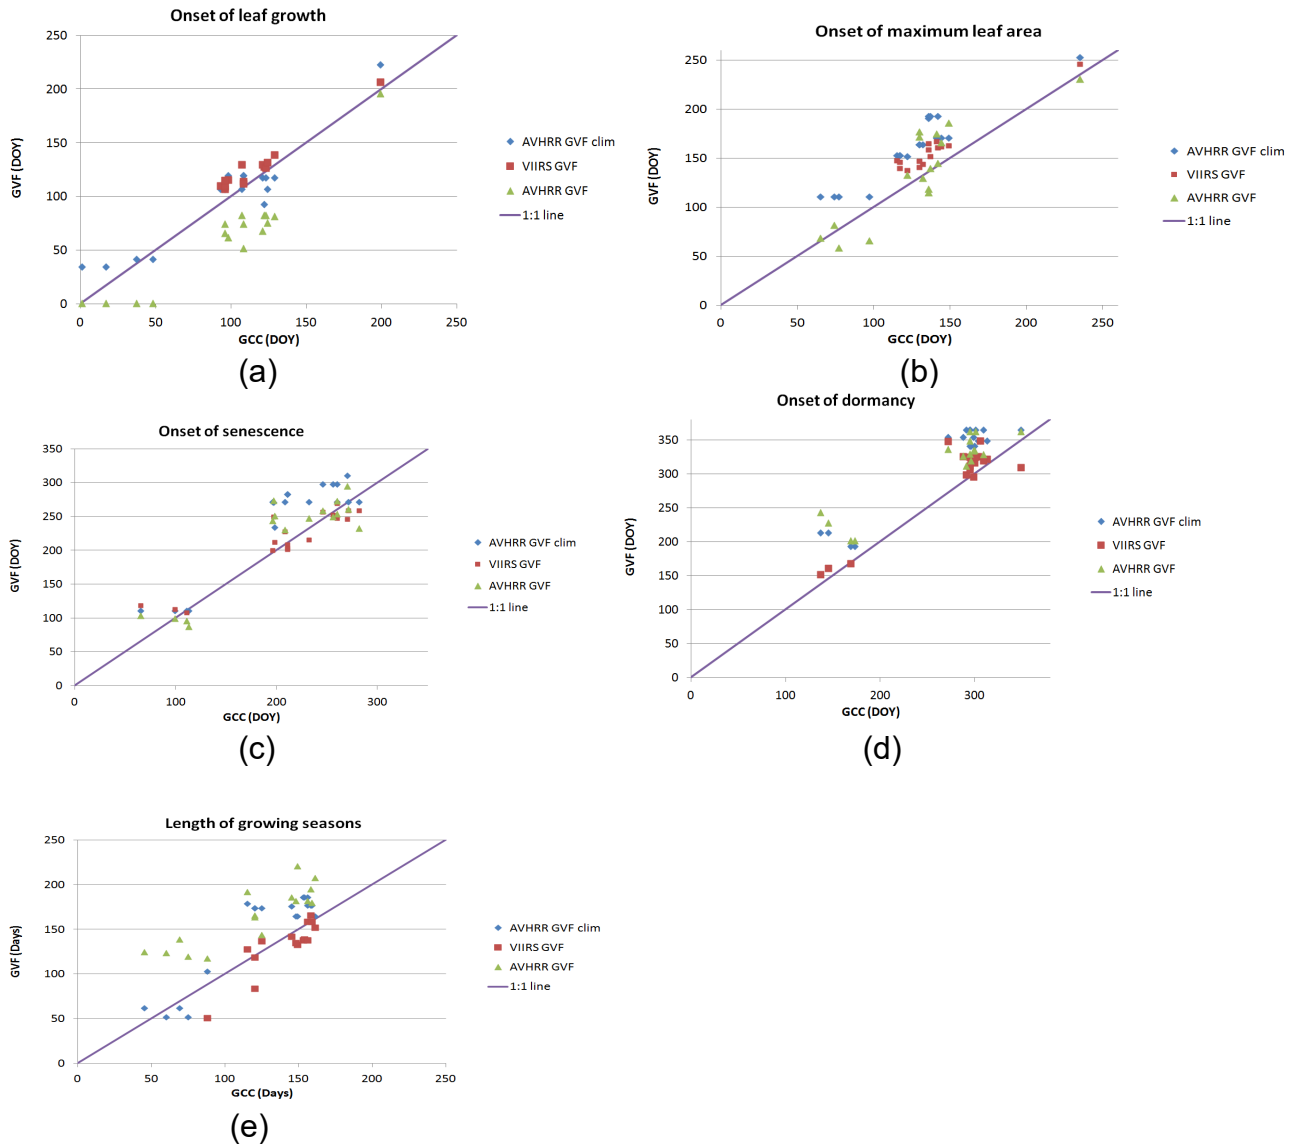 Onset of leaf growth
250
200
150
100
50
0
0 50 100 150 200 250
GVF (DOY)
GCC (DOY)
AVHRR GVF clim
VIIRS GVF
AVHRR GVF
1:1 line
(a)
Onset of maximum leaf area
250
200
150
100
50
0
0 50 100 150 200 250
GVF (DOY)
GCC (DOY)
AVHRR GVF clim
VIIRS GVF
AVHRR GVF
1:1 line
(b)
Onset of senescence
350
300
250
200
150
100
50
0
0 100 200 300
GVF (DOY)
GCC (DOY)
AVHRR GVF clim
VIIRS GVF
AVHRR GVF
1:1 line
(c)
Onset of dormancy
350
300
250
200
150
100
50
0
0 100 200 300
GVF (DOY)
GCC (DOY)
AVHRR GVF clim
VIIRS GVF
AVHRR GVF
1:1 line
(d)
Length of growing seasons
250
200
150
100
50
0
0 50 100 150 200 250
GVF (Days)
GCC (Days)
AVHRR GVF clim
VIIRS GVF
AVHRR GVF
1:1 line
(e)